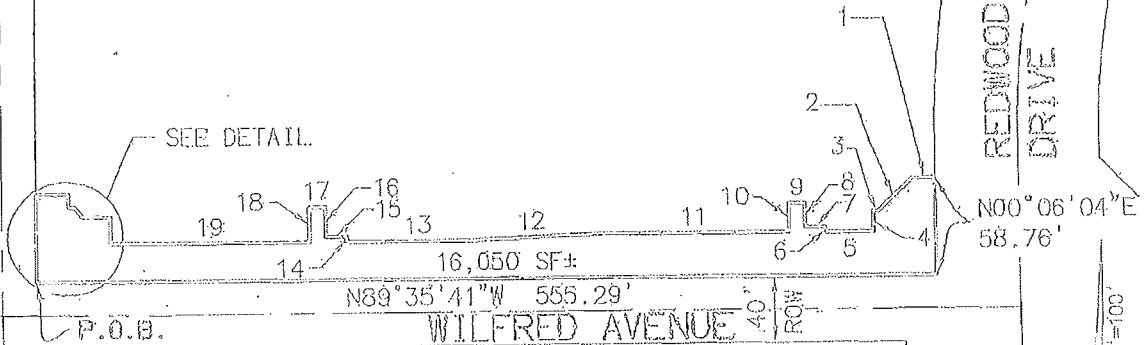 1
2
3
4
5
6
7
8
9
10
11
12
13
14
15
16
17
18
19
SEE DETAIL
REDWOOD
DRIVE
N00°06'04"E
58.76'
16,050 SF±
N89°35'41"W 555.29'
40"
ROW
P.O.B.
WILFRED AVENUE
=100'